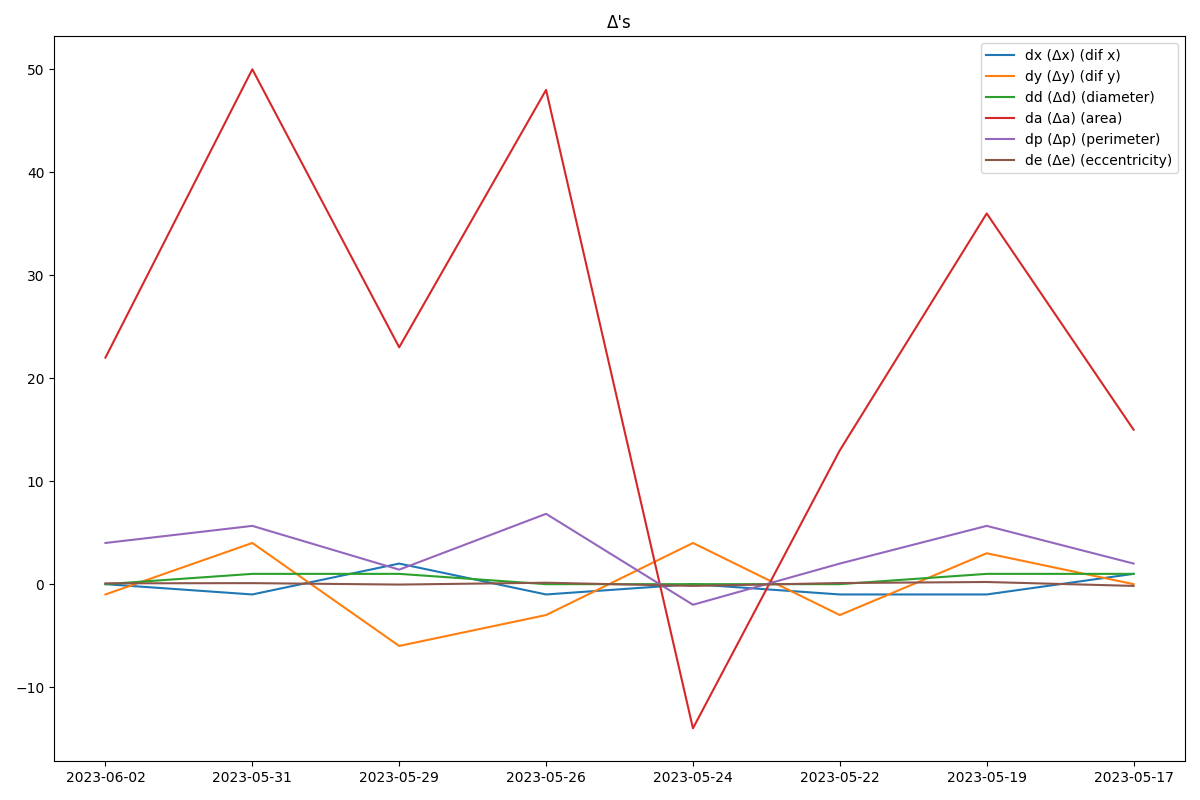 Δ's
dx (Δx) (dif x)
dy (Δy) (dif y)
dd (Δd) (diameter)
da (Δa) (area)
dp (Δp) (perimeter)
de (Δe) (eccentricity)
50
40
30
20
10
0
−10
2023-06-02 2023-05-31 2023-05-29 2023-05-26 2023-05-24 2023-05-22 2023-05-19 2023-05-17